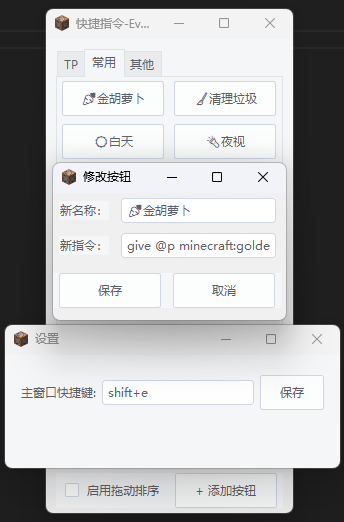 快捷指令-Ev...
TP 常用 其他
🥕金胡萝卜 🧹清理垃圾
白天 夜视
修改按钮
新名称: 🥕金胡萝卜
新指令: give @p minecraft:golde
保存 取消
设置
主窗口快捷键: shift+e 保存
启用拖动排序 + 添加按钮